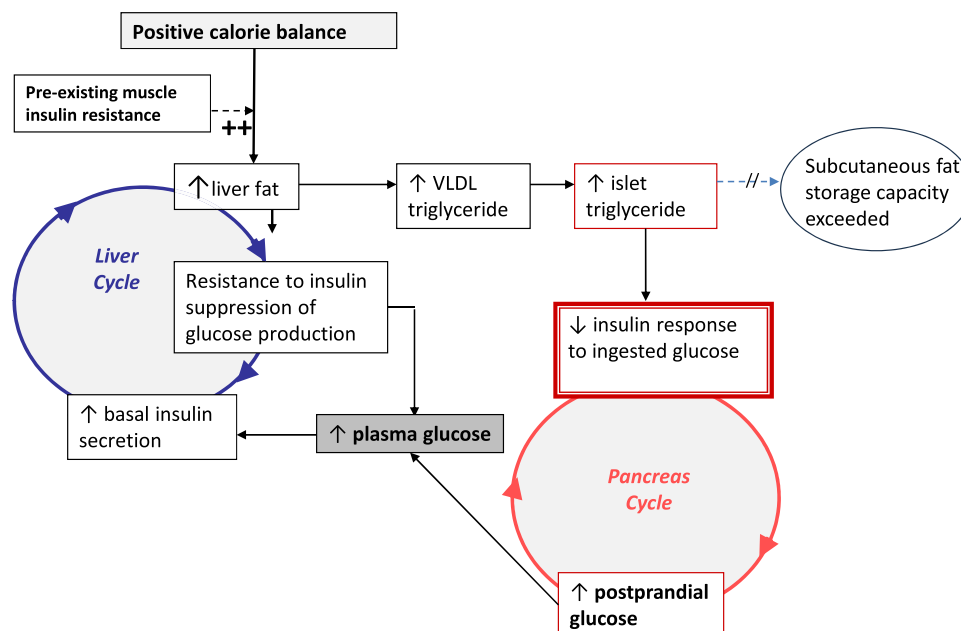 Positive calorie balance
Pre-existing muscle
insulin resistance
++
↑ liver fat
↑ VLDL
triglyceride
↑ islet
triglyceride
//
Subcutaneous fat
storage capacity
exceeded
Liver
Cycle
Resistance to insulin
suppression of
glucose production
↓ insulin response
to ingested glucose
↑ basal insulin
secretion
↑ plasma glucose
Pancreas
Cycle
↑ postprandial
glucose